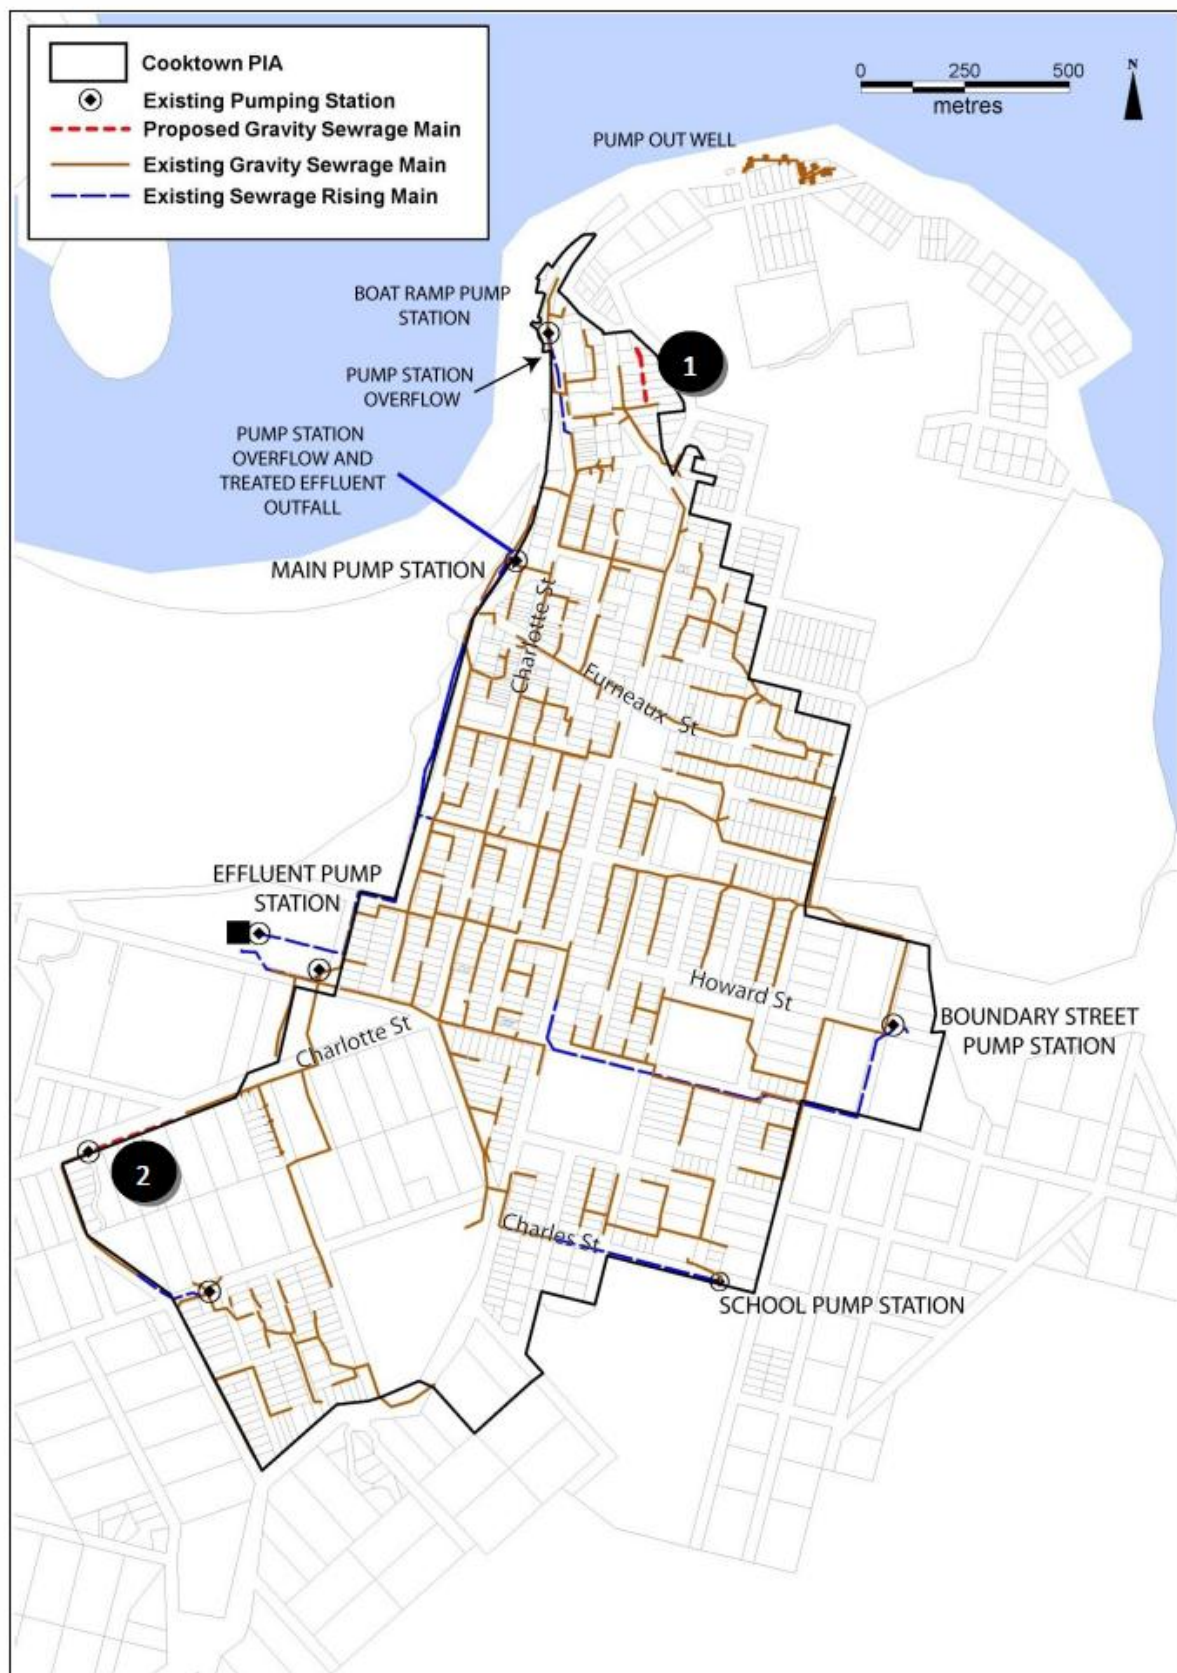 Cooktown PIA
Existing Pumping Station
Proposed Gravity Sewrage Main
Existing Gravity Sewrage Main
Existing Sewrage Rising Main
0 250 500
metres
N
PUMP OUT WELL
BOAT RAMP PUMP
STATION
1
PUMP STATION
OVERFLOW
PUMP STATION
OVERFLOW AND
TREATED EFFLUENT
OUTFALL
MAIN PUMP STATION
Charlotte St
Furneaux St
EFFLUENT PUMP
STATION
Howard St
BOUNDARY STREET
PUMP STATION
Charlotte St
2
Charles St
SCHOOL PUMP STATION